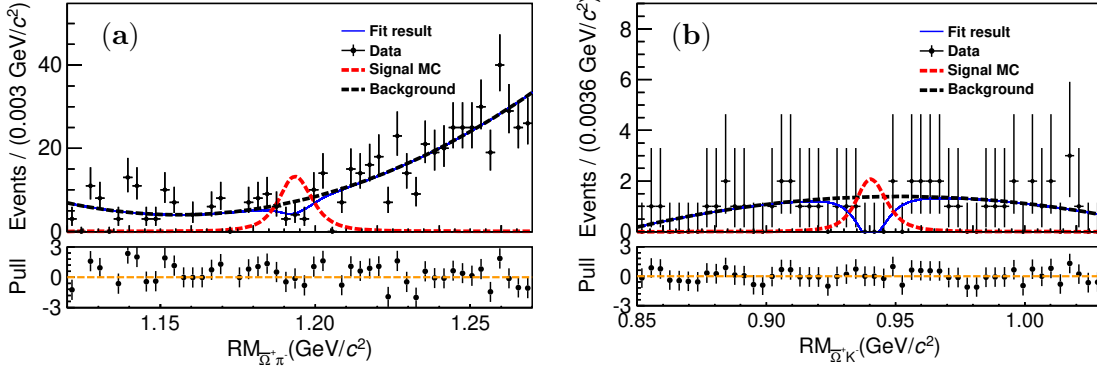 (a)
Fit result
Data
Signal MC
Background
Events / (0.003 GeV/c²)
40
20
0
3
0
-3
Pull
1.15
1.20
1.25
RM_Ω̅⁺π⁻(GeV/c²)
(b)
Fit result
Data
Signal MC
Background
Events / (0.0036 GeV/c²)
8
6
4
2
0
3
0
-3
Pull
0.85
0.90
0.95
1.00
RM_Ω̅⁺K⁻(GeV/c²)